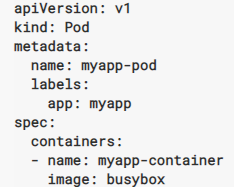 apiVersion: v1
kind: Pod
metadata:
  name: myapp-pod
  labels:
    app: myapp
spec:
  containers:
  - name: myapp-container
    image: busybox